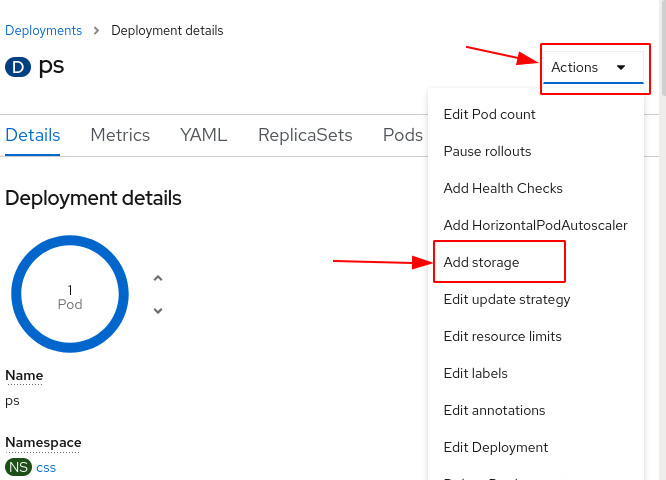 Deployments > Deployment details
D ps
Actions
Details Metrics YAML ReplicaSets Pods
Edit Pod count
Pause rollouts
Add Health Checks
Add HorizontalPodAutoscaler
Add storage
Edit update strategy
Edit resource limits
Edit labels
Edit annotations
Edit Deployment
Deployment details
1
Pod
Name
ps
Namespace
NS css